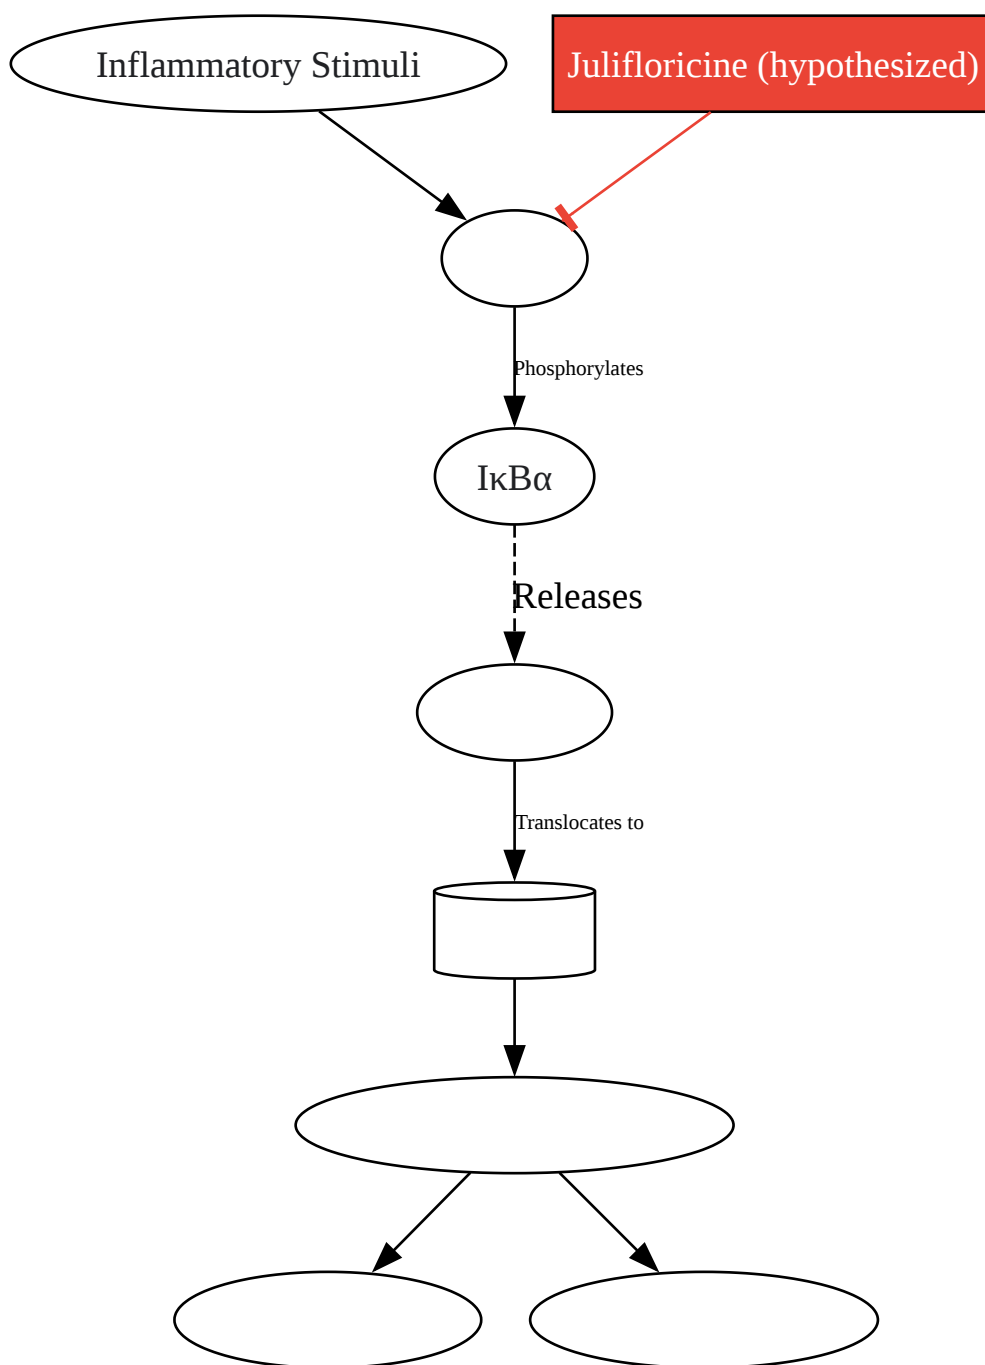 Inflammatory Stimuli
Julifloricine (hypothesized)
Phosphorylates
IκBα
Releases
Translocates to